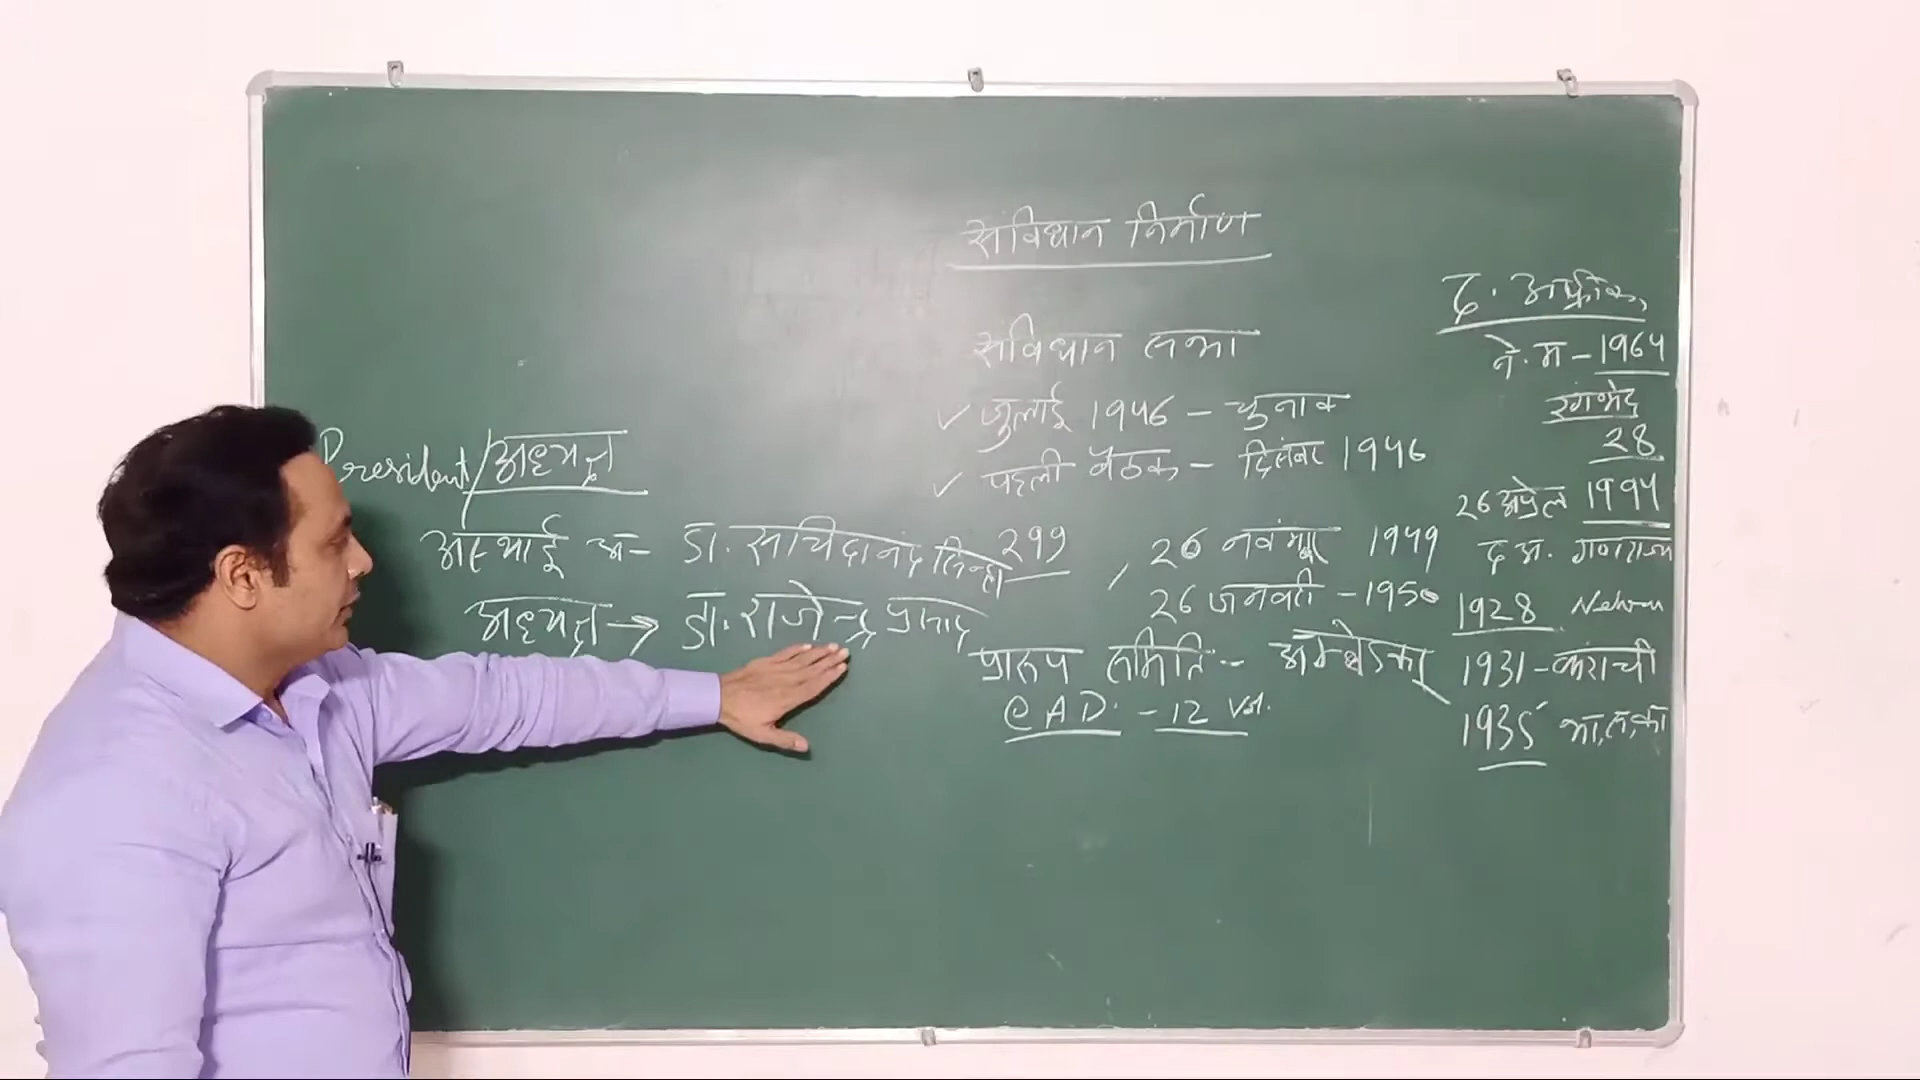 संविधान निर्माण
संविधान सभा
✓ जुलाई 1946 - चुनाव
✓ पहली बैठक - दिसंबर 1946
President/अध्यक्ष
अस्थाई अ - डा. सचिदानंद सिन्हा
अध्यक्ष → डा. राजेन्द्र प्रसाद
299
26 नवंम्बर 1949
26 जनवरी - 1950
प्रारूप समिति - अम्बेडकर
CAD. - 12 Vol.
द. अफ्रीका
ने. म - 1964
रंगभेद
28
26 अप्रैल 1994
द अ. गणराज्य
1928 Nehru
1931 - करांची
1935 भा. स. का